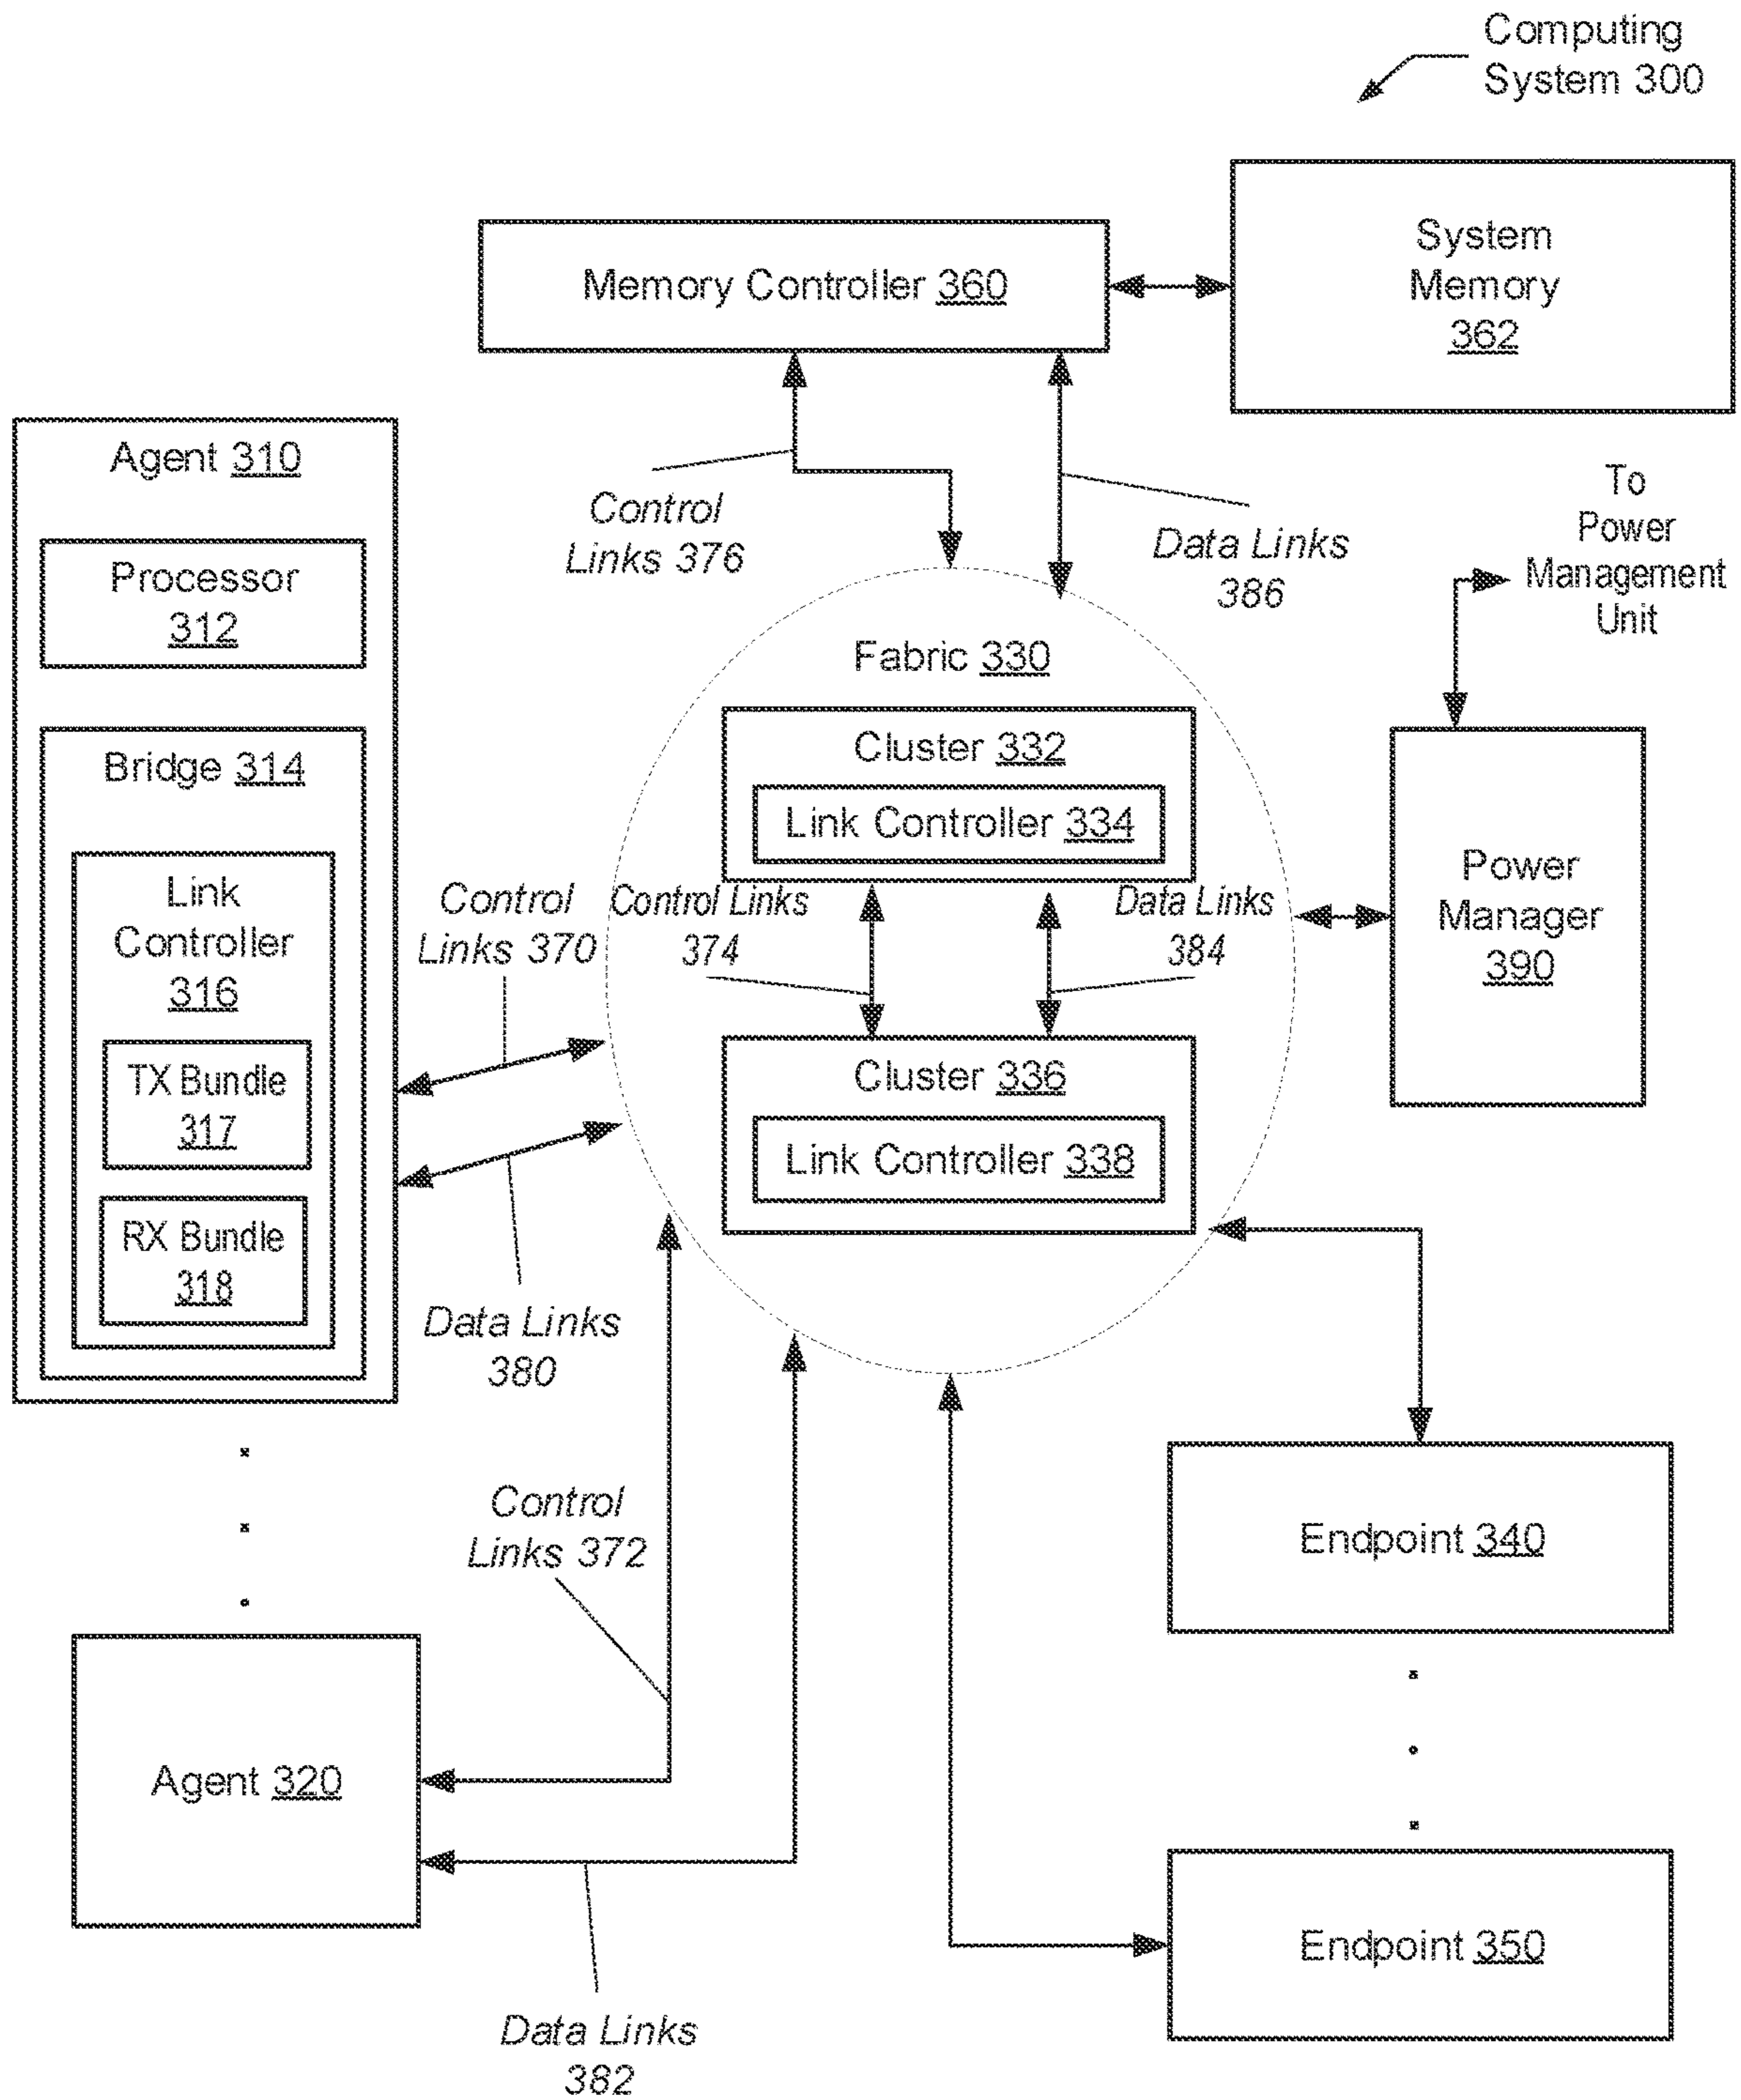 Computing
System 300
System
Memory
362
Memory Controller 360
Agent 310
Processor
312
Bridge 314
Link
Controller
316
TX Bundle
317
RX Bundle
318
Control
Links 376
Data Links
386
To
Power
Management
Unit
Fabric 330
Cluster 332
Link Controller 334
Control
Links 370
Control Links
374
Data Links
384
Power
Manager
390
Cluster 336
Link Controller 338
Data Links
380
Control
Links 372
Endpoint 340
Agent 320
Endpoint 350
Data Links
382